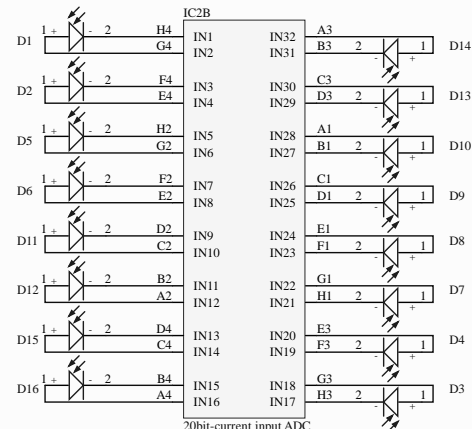 IC2B
D1 1 + - 2 H4 IN1 IN32 A3
G4 IN2 IN31 B3 2 - + 1 D14
D2 1 + - 2 F4 IN3 IN30 C3
E4 IN4 IN29 D3 2 - + 1 D13
D5 1 + - 2 H2 IN5 IN28 A1
G2 IN6 IN27 B1 2 - + 1 D10
D6 1 + - 2 F2 IN7 IN26 C1
E2 IN8 IN25 D1 2 - + 1 D9
D11 1 + - 2 D2 IN9 IN24 E1
C2 IN10 IN23 F1 2 - + 1 D8
D12 1 + - 2 B2 IN11 IN22 G1
A2 IN12 IN21 H1 2 - + 1 D7
D15 1 + - 2 D4 IN13 IN20 E3
C4 IN14 IN19 F3 2 - + 1 D4
D16 1 + - 2 B4 IN15 IN18 G3
A4 IN16 IN17 H3 2 - + 1 D3
20bit-current input ADC